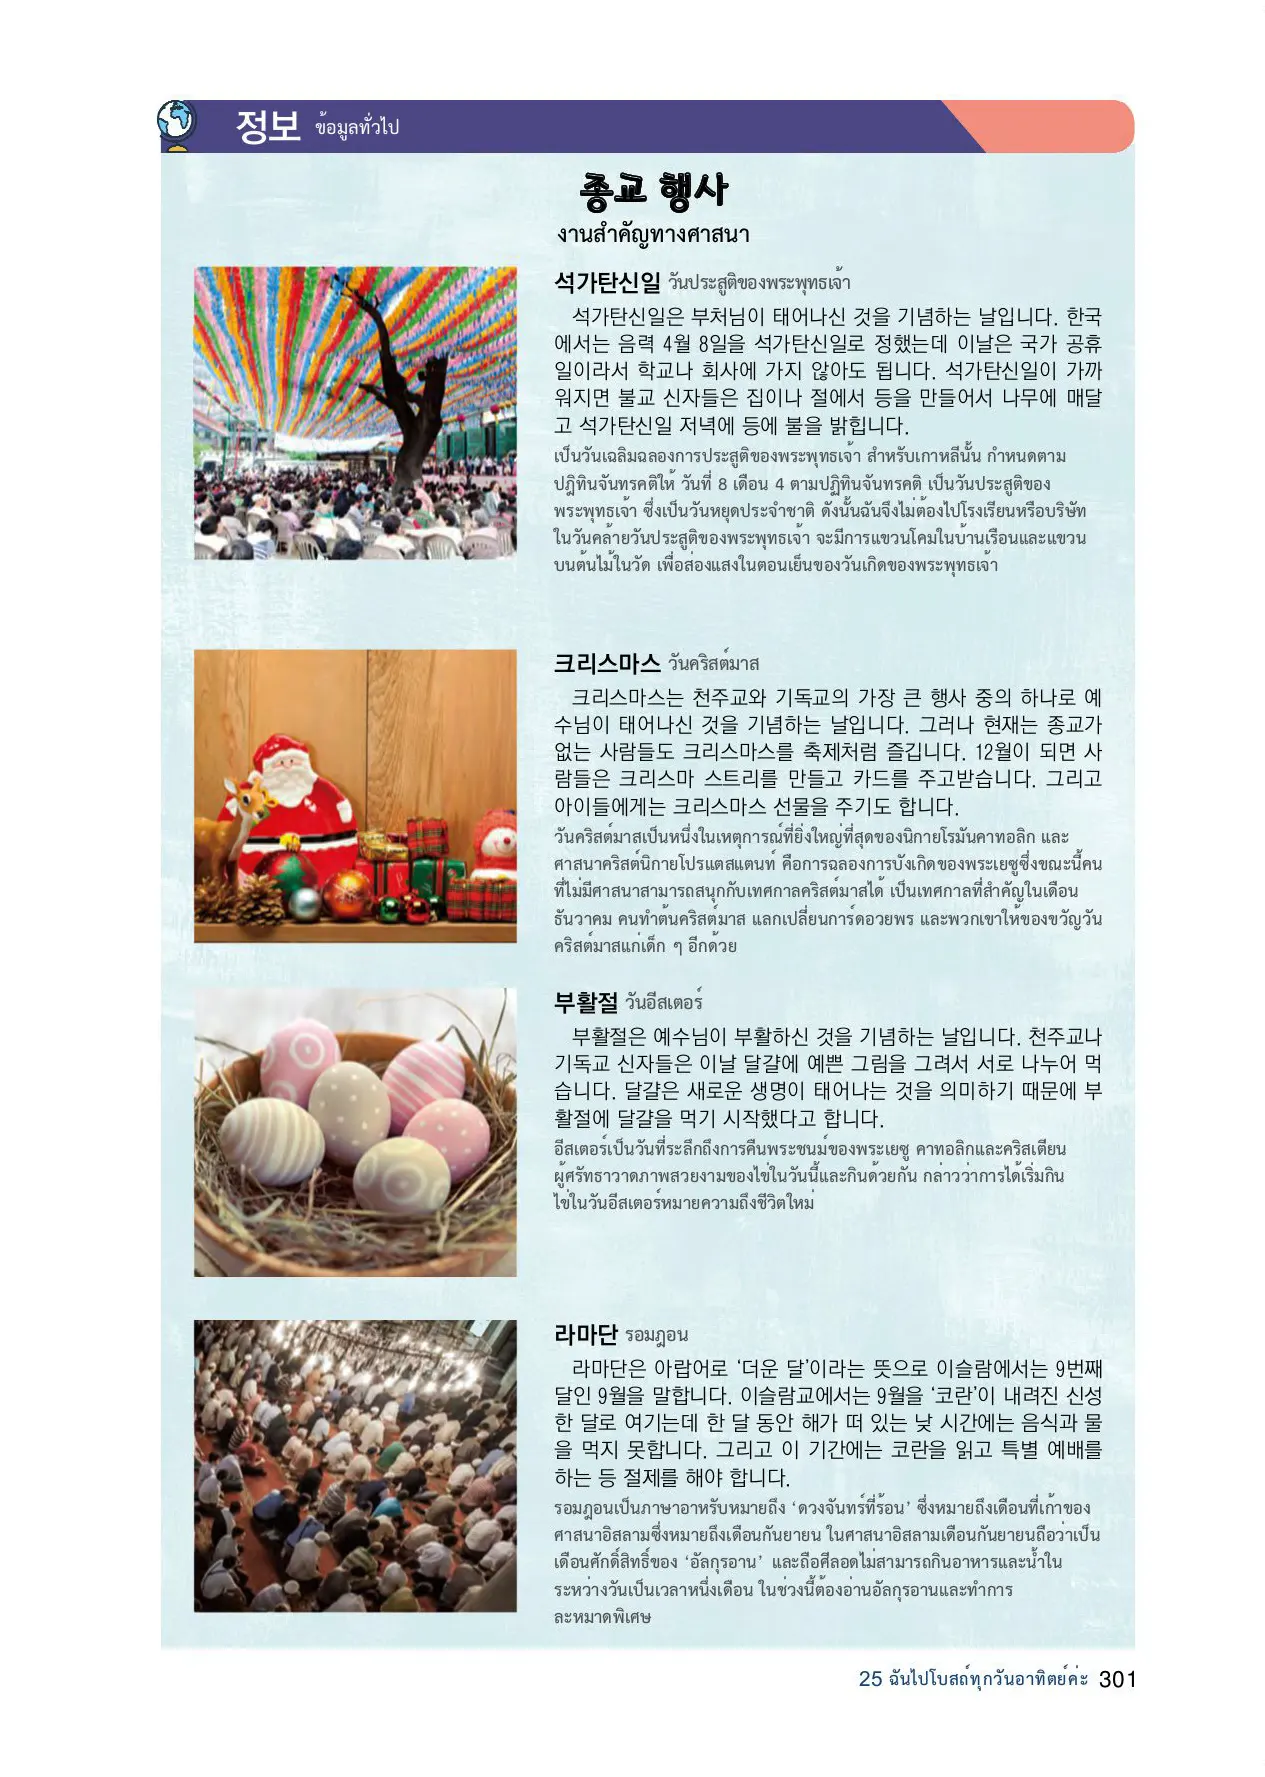 정보 ข้อมูลทั่วไป
종교 행사
งานสำคัญทางศาสนา
석가탄신일 วันประสูติของพระพุทธเจ้า
석가탄신일은 부처님이 태어나신 것을 기념하는 날입니다. 한국
에서는 음력 4월 8일을 석가탄신일로 정했는데 이날은 국가 공휴
일이라서 학교나 회사에 가지 않아도 됩니다. 석가탄신일이 가까
워지면 불교 신자들은 집이나 절에서 등을 만들어서 나무에 매달
고 석가탄신일 저녁에 등에 불을 밝힙니다.
เป็นวันเฉลิมฉลองการประสูติของพระพุทธเจ้า สำหรับเกาหลีนั้น กำหนดตาม
ปฎิทินจันทรคติให้ วันที่ 8 เดือน 4 ตามปฏิทินจันทรคติ เป็นวันประสูติของ
พระพุทธเจ้า ซึ่งเป็นวันหยุดประจำชาติ ดังนั้นฉันจึงไม่ต้องไปโรงเรียนหรือบริษัท
ในวันคล้ายวันประสูติของพระพุทธเจ้า จะมีการแขวนโคมในบ้านเรือนและแขวน
บนต้นไม้ในวัด เพื่อส่องแสงในตอนเย็นของวันเกิดของพระพุทธเจ้า
크리스마스 วันคริสต์มาส
크리스마스는 천주교와 기독교의 가장 큰 행사 중의 하나로 예
수님이 태어나신 것을 기념하는 날입니다. 그러나 현재는 종교가
없는 사람들도 크리스마스를 축제처럼 즐깁니다. 12월이 되면 사
람들은 크리스마 스트리를 만들고 카드를 주고받습니다. 그리고
아이들에게는 크리스마스 선물을 주기도 합니다.
วันคริสต์มาสเป็นหนึ่งในเหตุการณ์ที่ยิ่งใหญ่ที่สุดของนิกายโรมันคาทอลิก และ
ศาสนาคริสต์นิกายโปรแตสแตนท์ คือการฉลองการบังเกิดของพระเยซูซึ่งขณะนี้คน
ที่ไม่มีศาสนาสามารถสนุกกับเทศกาลคริสต์มาสได้ เป็นเทศกาลที่สำคัญในเดือน
ธันวาคม คนทำต้นคริสต์มาส แลกเปลี่ยนการ์ดอวยพร และพวกเขาให้ของขวัญวัน
คริสต์มาสแก่เด็ก ๆ อีกด้วย
부활절 วันอีสเตอร์
부활절은 예수님이 부활하신 것을 기념하는 날입니다. 천주교나
기독교 신자들은 이날 달걀에 예쁜 그림을 그려서 서로 나누어 먹
습니다. 달걀은 새로운 생명이 태어나는 것을 의미하기 때문에 부
활절에 달걀을 먹기 시작했다고 합니다.
อีสเตอร์เป็นวันที่ระลึกถึงการคืนพระชนม์ของพระเยซู คาทอลิกและคริสเตียน
ผู้ศรัทธาวาดภาพสวยงามของไข่ในวันนี้และกินด้วยกัน กล่าวว่าการได้เริ่มกิน
ไข่ในวันอีสเตอร์หมายความถึงชีวิตใหม่
라마단 รอมฎอน
라마단은 아랍어로 ‘더운 달’이라는 뜻으로 이슬람에서는 9번째
달인 9월을 말합니다. 이슬람교에서는 9월을 ‘코란’이 내려진 신성
한 달로 여기는데 한 달 동안 해가 떠 있는 낮 시간에는 음식과 물
을 먹지 못합니다. 그리고 이 기간에는 코란을 읽고 특별 예배를
하는 등 절제를 해야 합니다.
รอมฎอนเป็นภาษาอาหรับหมายถึง ‘ดวงจันทร์ที่ร้อน’ ซึ่งหมายถึงเดือนที่เก้าของ
ศาสนาอิสลามซึ่งหมายถึงเดือนกันยายน ในศาสนาอิสลามเดือนกันยายนถือว่าเป็น
เดือนศักดิ์สิทธิ์ของ ‘อัลกุรอาน’ และถือศีลอดไม่สามารถกินอาหารและน้ำใน
ระหว่างวันเป็นเวลาหนึ่งเดือน ในช่วงนี้ต้องอ่านอัลกุรอานและทำการ
ละหมาดพิเศษ
25 ฉันไปโบสถ์ทุกวันอาทิตย์ค่ะ 301